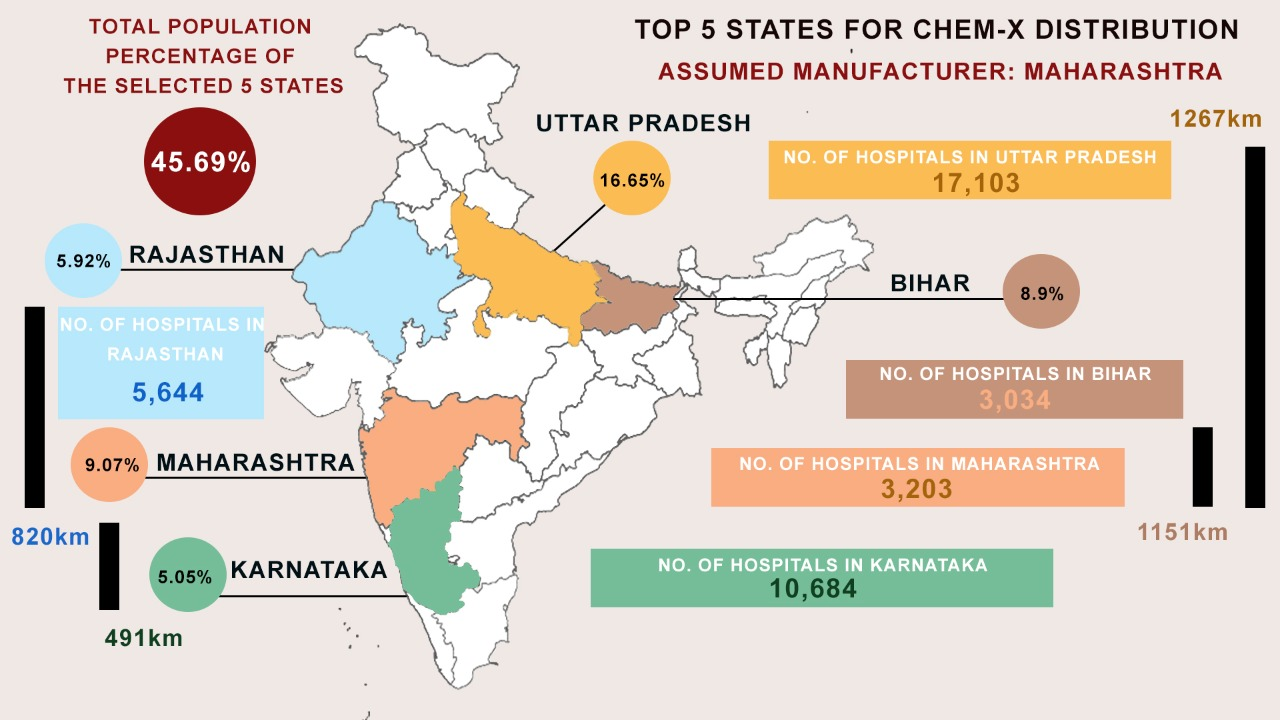 TOTAL POPULATION
PERCENTAGE OF
THE SELECTED 5 STATES
45.69%
TOP 5 STATES FOR CHEM-X DISTRIBUTION
ASSUMED MANUFACTURER: MAHARASHTRA
1267km
UTTAR PRADESH
16.65%
NO. OF HOSPITALS IN UTTAR PRADESH
17,103
5.92%
RAJASTHAN
BIHAR
8.9%
NO. OF HOSPITALS IN
RAJASTHAN
5,644
NO. OF HOSPITALS IN BIHAR
3,034
9.07%
MAHARASHTRA
NO. OF HOSPITALS IN MAHARASHTRA
3,203
820km
1151km
5.05%
KARNATAKA
NO. OF HOSPITALS IN KARNATAKA
10,684
491km